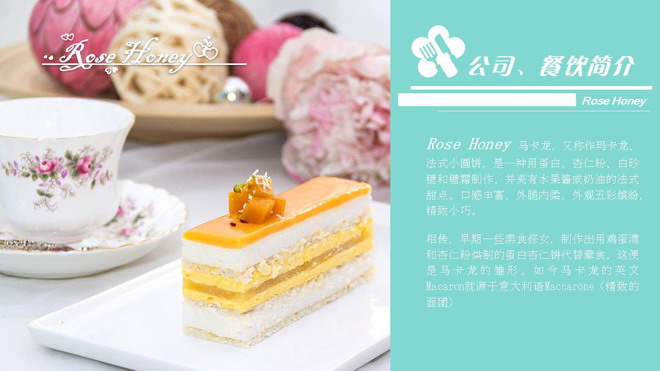 Rose Honey
公司、餐饮简介
Rose Honey
Rose Honey 马卡龙，又称作玛卡龙、
法式小圆饼，是一种用蛋白、杏仁粉、白砂
糖和糖霜制作，并夹有水果酱或奶油的法式
甜点。口感丰富，外脆内柔，外观五彩缤纷，
精致小巧。
相传，早期一些素食修女，制作出用鸡蛋清
和杏仁粉焙制的蛋白杏仁饼代替荤食，这便
是马卡龙的雏形。如今马卡龙的英文
Macaron就源于意大利语Maccarone（精致的
面团）